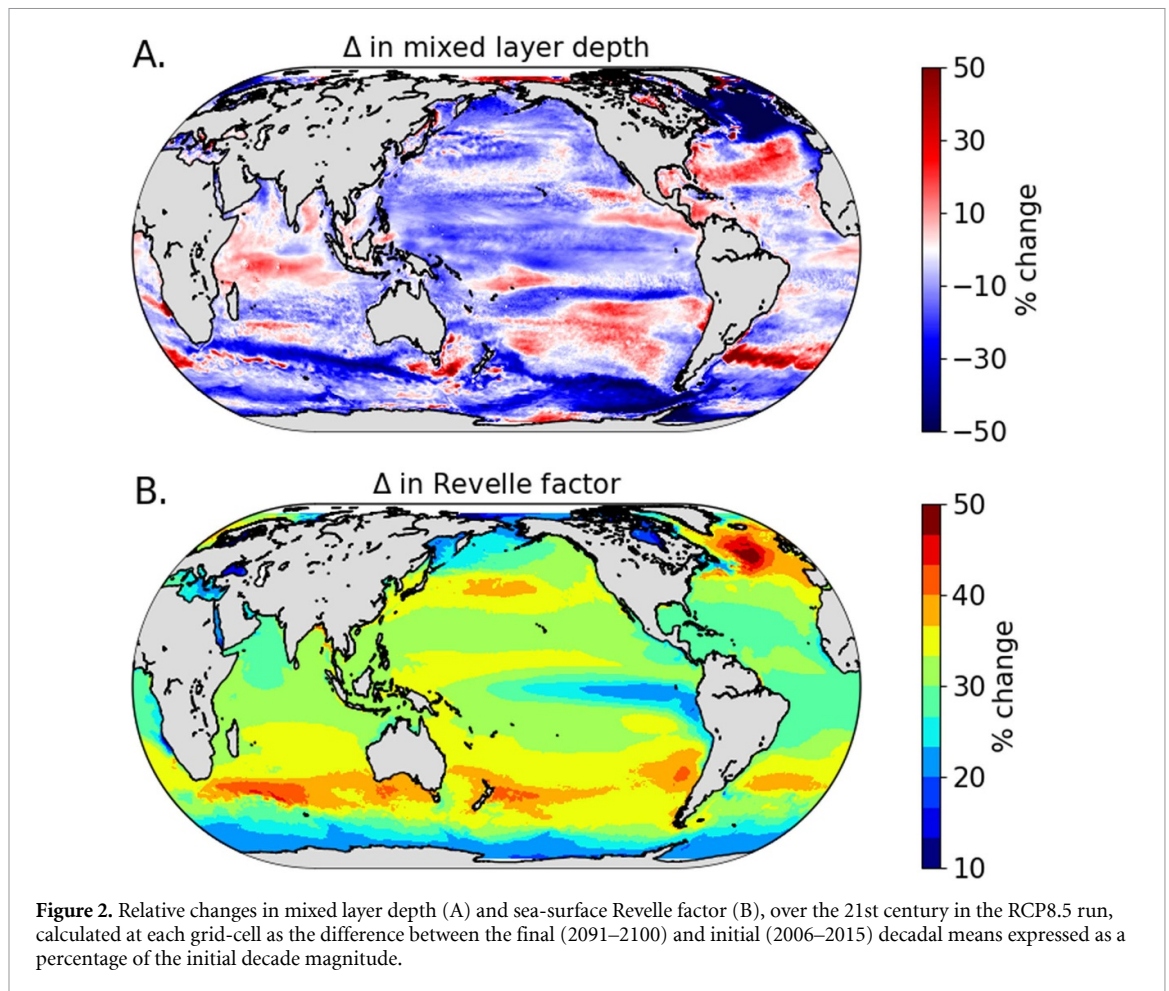 A.
Δ in mixed layer depth
50
30
10
−10
−30
−50
% change
B.
Δ in Revelle factor
50
40
30
20
10
% change
Figure 2. Relative changes in mixed layer depth (A) and sea-surface Revelle factor (B), over the 21st century in the RCP8.5 run,
calculated at each grid-cell as the difference between the final (2091–2100) and initial (2006–2015) decadal means expressed as a
percentage of the initial decade magnitude.